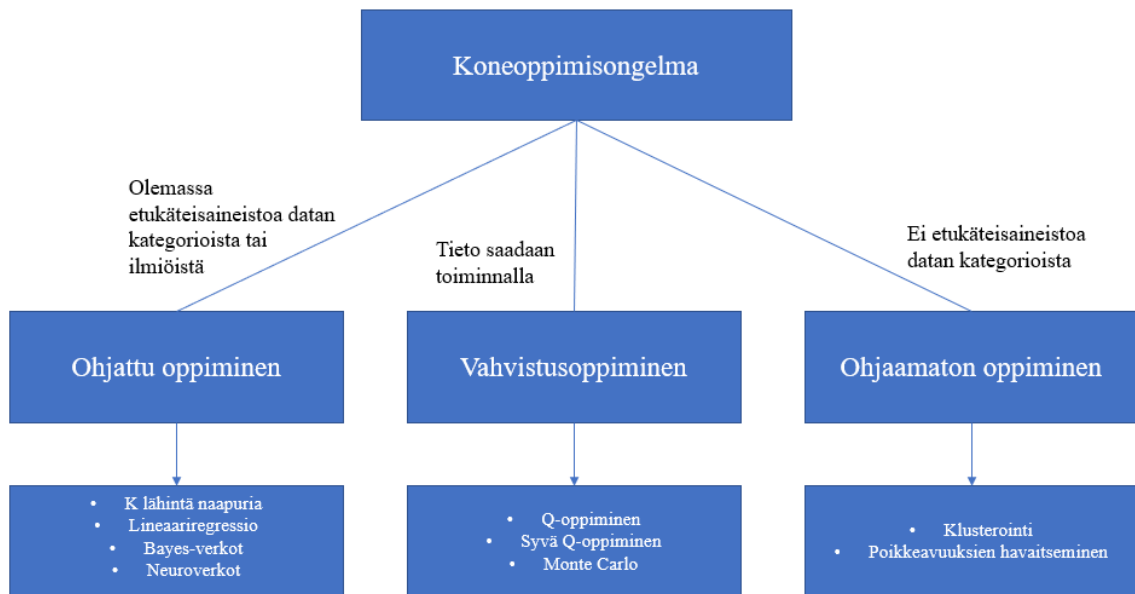 Koneoppimisongelma
Olemassa
etukäteisaineistoa datan
kategorioista tai
ilmiöistä
Tieto saadaan
toiminnalla
Ei etukäteisaineistoa
datan kategorioista
Ohjattu oppiminen
Vahvistusoppiminen
Ohjaamaton oppiminen
• K lähintä naapuria
• Lineaariregressio
• Bayes-verkot
• Neuroverkot
• Q-oppiminen
• Syvä Q-oppiminen
• Monte Carlo
• Klusterointi
• Poikkeavuuksien havaitseminen